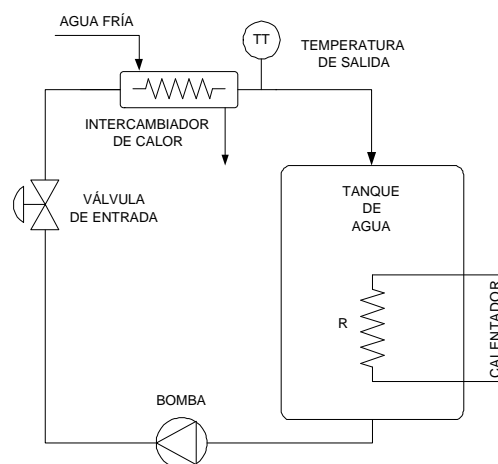 AGUA FRÍA
TT
TEMPERATURA
DE SALIDA
INTERCAMBIADOR
DE CALOR
VÁLVULA
DE ENTRADA
TANQUE
DE
AGUA
R
CALENTADOR
BOMBA